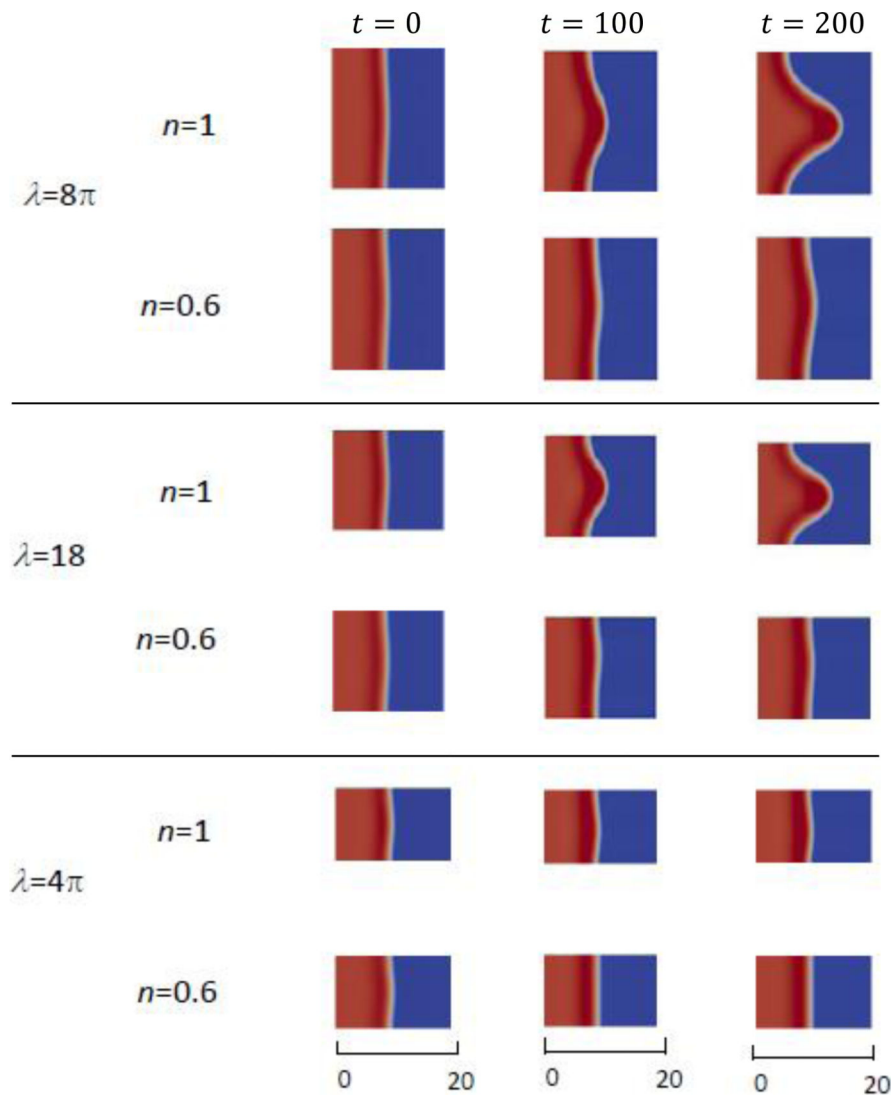 t = 0 t = 100 t = 200
n=1
λ=8π
n=0.6
n=1
λ=18
n=0.6
n=1
λ=4π
n=0.6
0 20 0 20 0 20